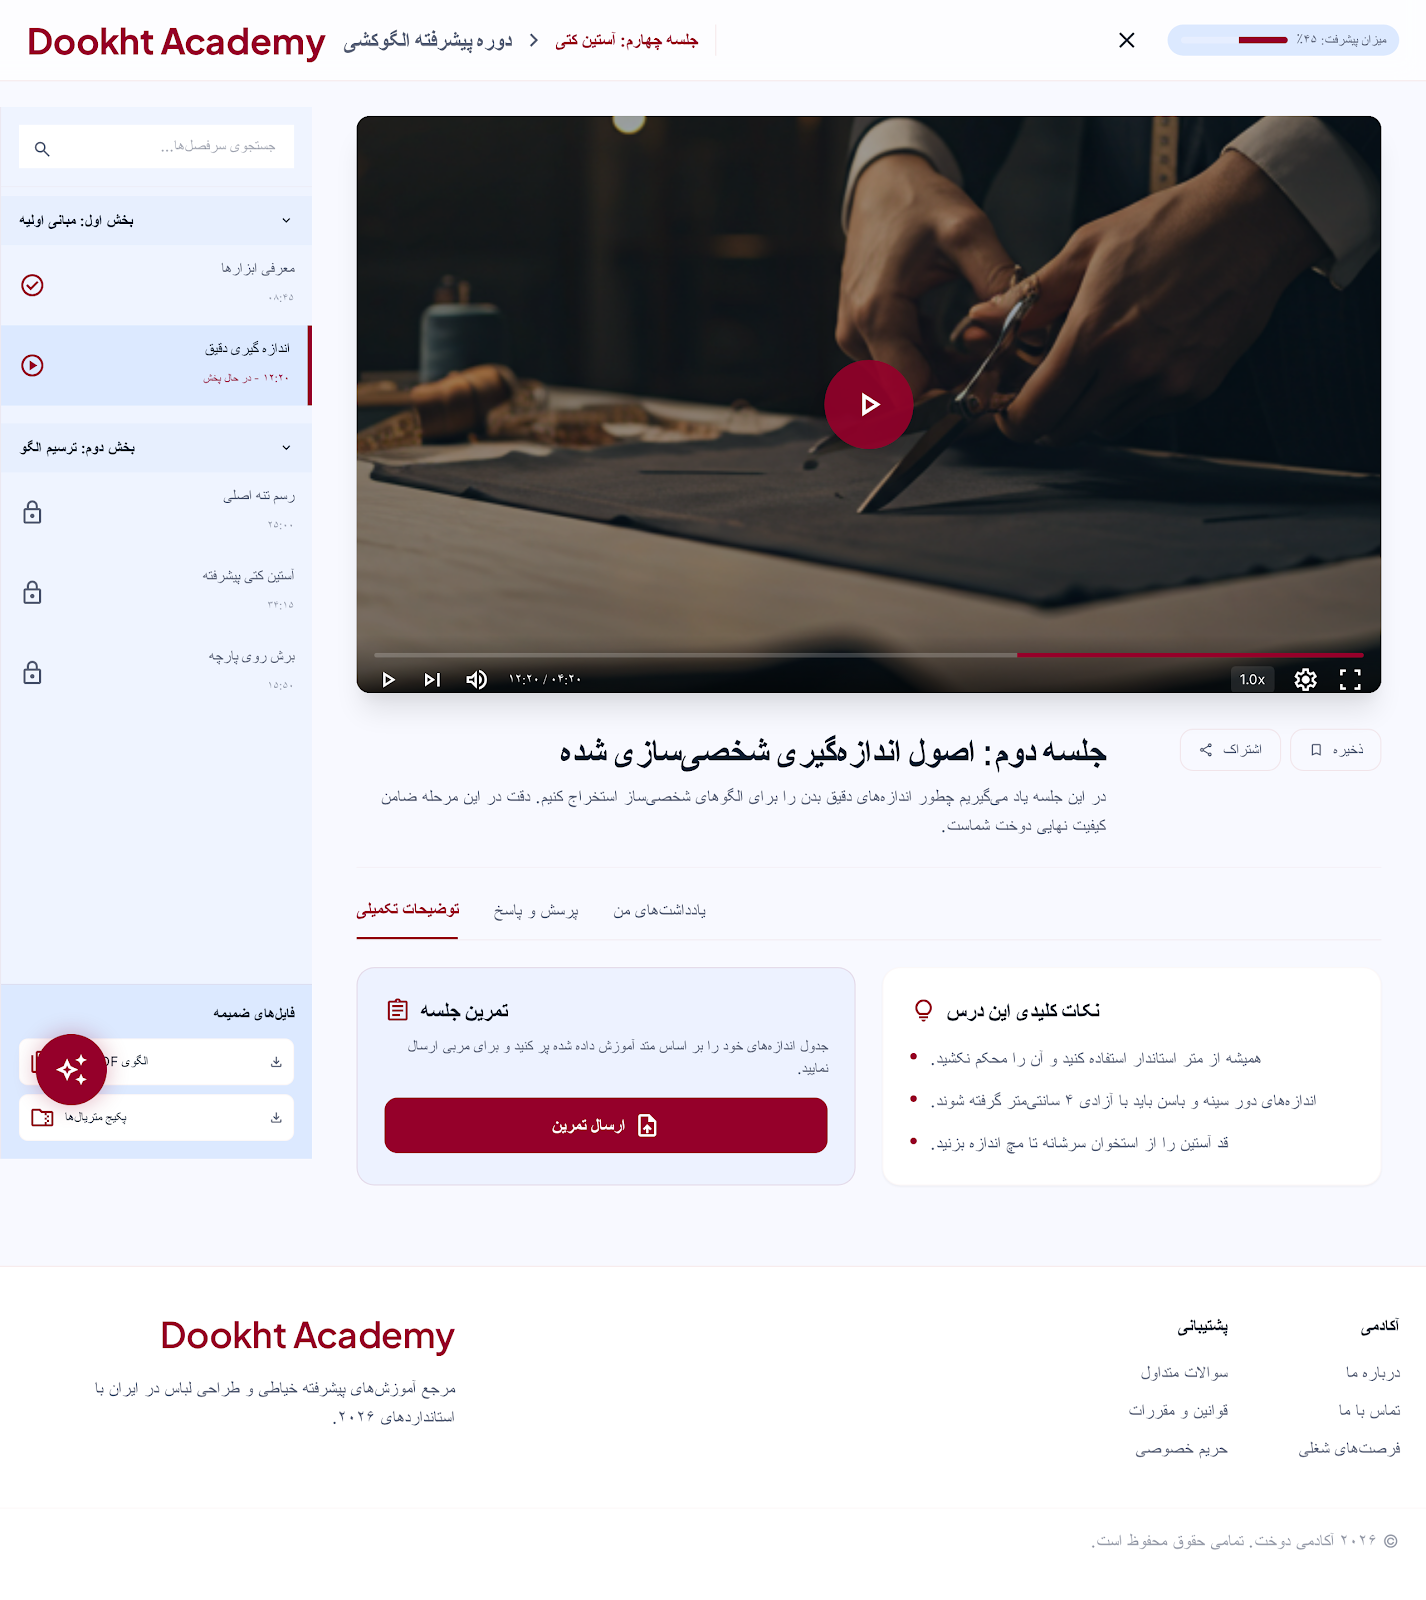 Dookht Academy
دوره پیشرفته الگوکشی
جلسه چهارم: آستین کتی
میزان پیشرفت: ۴۵٪
جستجوی سرفصل‌ها...
بخش اول: مبانی اولیه
معرفی ابزارها
۰۸:۴۵
اندازه گیری دقیق
۱۲:۲۰ - در حال پخش
بخش دوم: ترسیم الگو
رسم تنه اصلی
۲۵:۰۰
آستین کتی پیشرفته
۳۴:۱۵
برش روی پارچه
۱۵:۵۰
فایل‌های ضمیمه
الگوی
پکیج متریال‌ها
۱۲:۲۰ / ۰۴:۲۰
1.0x
جلسه دوم: اصول اندازه‌گیری شخصی‌سازی شده
در این جلسه یاد می‌گیریم چطور اندازه‌های دقیق بدن را برای الگوهای شخصی‌ساز استخراج کنیم. دقت در این مرحله ضامن
کیفیت نهایی دوخت شماست.
ذخیره
اشتراک
توضیحات تکمیلی
پرسش و پاسخ
یادداشت‌های من
تمرین جلسه
جدول اندازه‌های خود را بر اساس متد آموزش داده شده پر کنید و برای مربی ارسال
نمایید.
ارسال تمرین
نکات کلیدی این درس
همیشه از متر استاندار استفاده کنید و آن را محکم نکشید.
اندازه‌های دور سینه و باسن باید با آزادی ۴ سانتی‌متر گرفته شوند.
قد آستین را از استخوان سرشانه تا مچ اندازه بزنید.
Dookht Academy
مرجع آموزش‌های پیشرفته خیاطی و طراحی لباس در ایران با
استانداردهای ۲۰۲۶.
پشتیبانی
سوالات متداول
قوانین و مقررات
حریم خصوصی
آکادمی
درباره ما
تماس با ما
فرصت‌های شغلی
© ۲۰۲۶ آکادمی دوخت. تمامی حقوق محفوظ است.